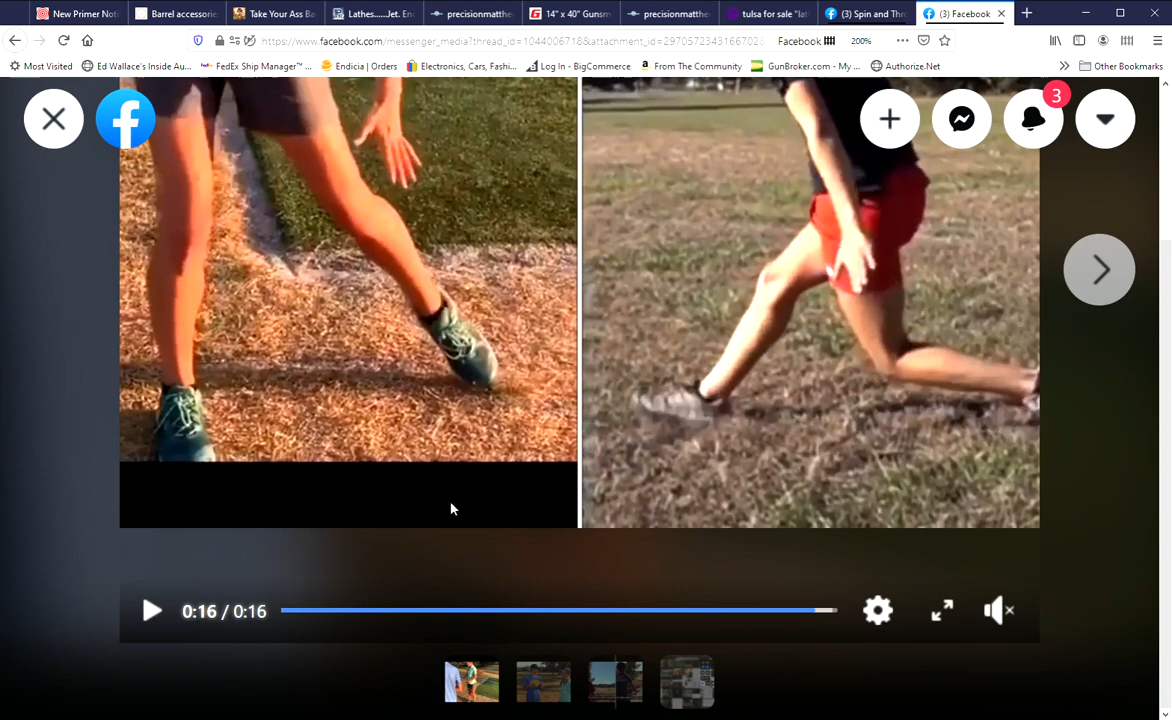 New Primer Noti
Barrel accessorie
Take Your Ass Ba
Lathes......Jet. En
precisionmatthe
14" x 40" Gunsm
precisionmatthe
tulsa for sale "lat
(3) Spin and Thr
(3) Facebook
https://www.facebook.com/messenger_media?thread_id=1044006718&attachment_id=297057234316670
Facebook
200%
Most Visited
Ed Wallace's Inside Au...
FedEx Ship Manager™ ...
Endicia | Orders
Electronics, Cars, Fashi...
Log In - BigCommerce
From The Community
GunBroker.com - My ...
Authorize.Net
Other Bookmarks
3
0:16 / 0:16